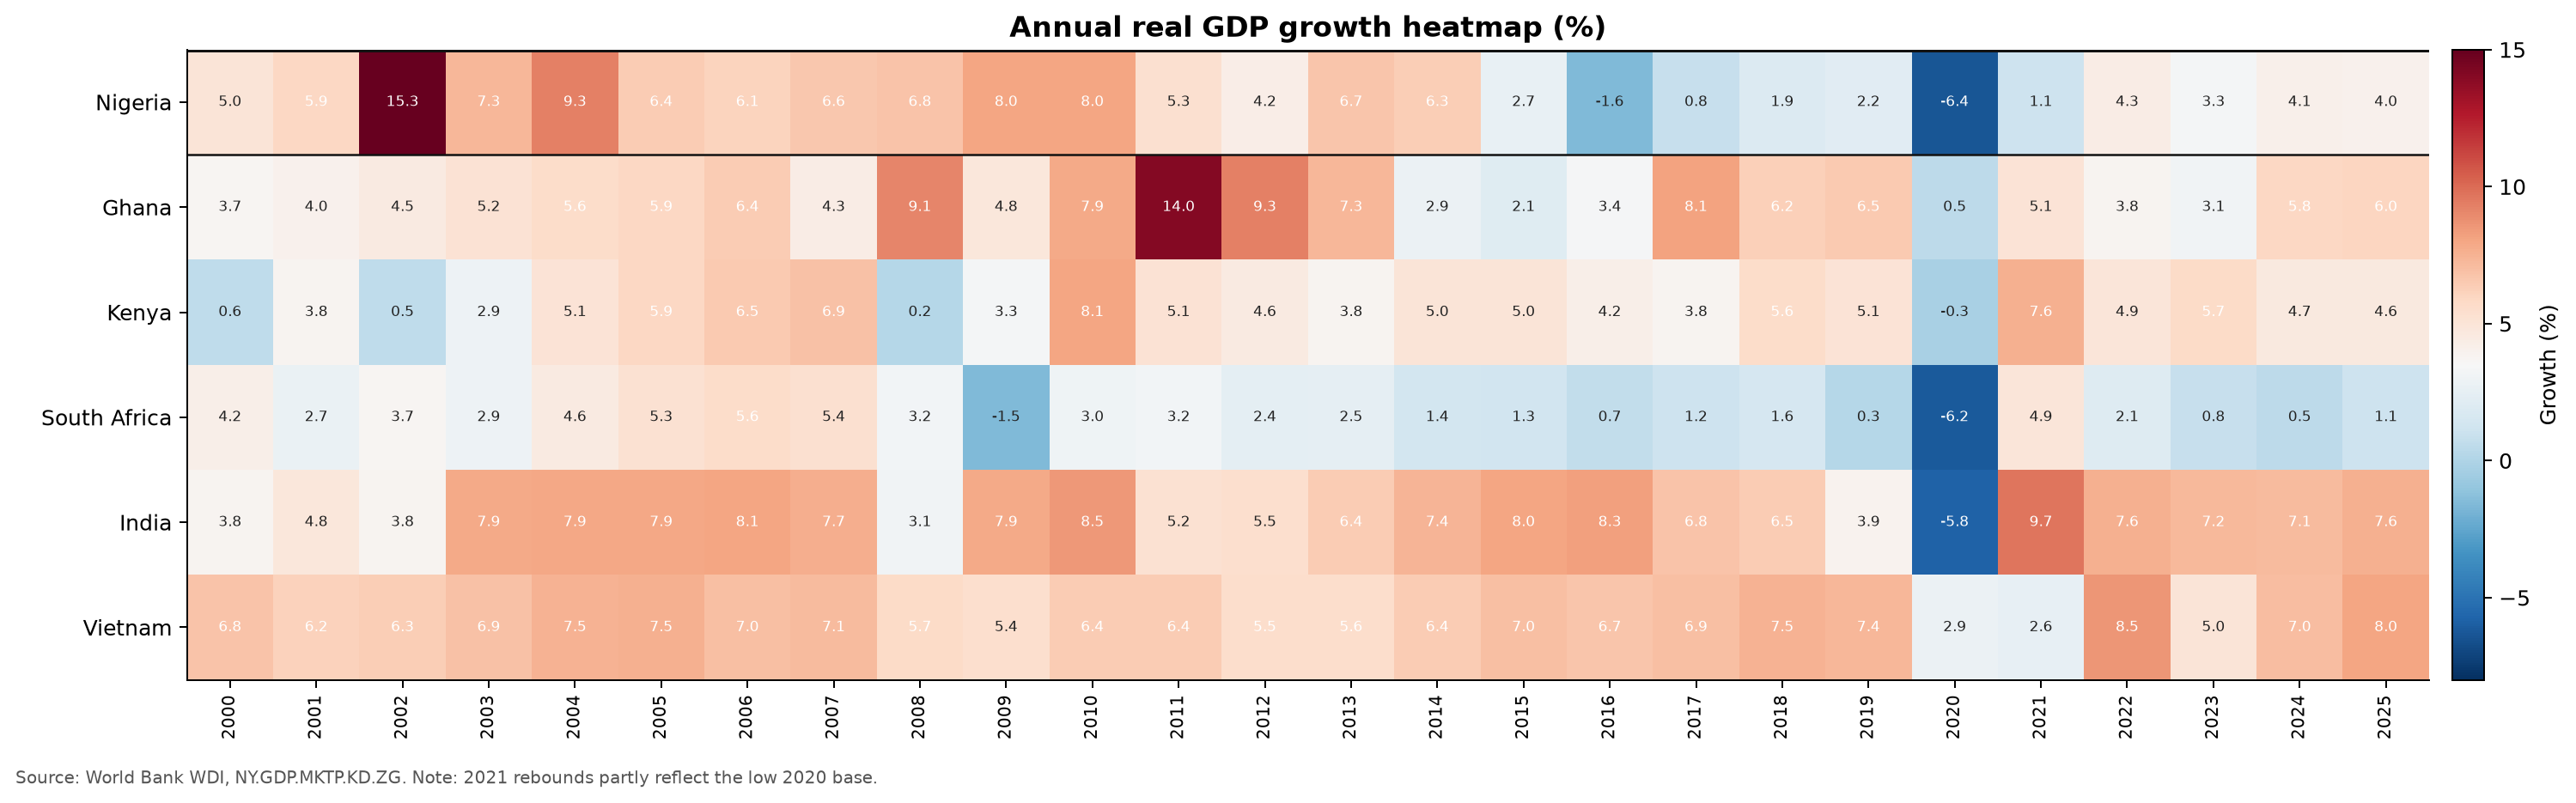 Annual real GDP growth heatmap (%)
Nigeria 5.0 5.9 15.3 7.3 9.3 6.4 6.1 6.6 6.8 8.0 8.0 5.3 4.2 6.7 6.3 2.7 -1.6 0.8 1.9 2.2 -6.4 1.1 4.3 3.3 4.1 4.0
Ghana 3.7 4.0 4.5 5.2 5.6 5.9 6.4 4.3 9.1 4.8 7.9 14.0 9.3 7.3 2.9 2.1 3.4 8.1 6.2 6.5 0.5 5.1 3.8 3.1 5.8 6.0
Kenya 0.6 3.8 0.5 2.9 5.1 5.9 6.5 6.9 0.2 3.3 8.1 5.1 4.6 3.8 5.0 5.0 4.2 3.8 5.6 5.1 -0.3 7.6 4.9 5.7 4.7 4.6
South Africa 4.2 2.7 3.7 2.9 4.6 5.3 5.6 5.4 3.2 -1.5 3.0 3.2 2.4 2.5 1.4 1.3 0.7 1.2 1.6 0.3 -6.2 4.9 2.1 0.8 0.5 1.1
India 3.8 4.8 3.8 7.9 7.9 7.9 8.1 7.7 3.1 7.9 8.5 5.2 5.5 6.4 7.4 8.0 8.3 6.8 6.5 3.9 -5.8 9.7 7.6 7.2 7.1 7.6
Vietnam 6.8 6.2 6.3 6.9 7.5 7.5 7.0 7.1 5.7 5.4 6.4 6.4 5.5 5.6 6.4 7.0 6.7 6.9 7.5 7.4 2.9 2.6 8.5 5.0 7.0 8.0
2000 2001 2002 2003 2004 2005 2006 2007 2008 2009 2010 2011 2012 2013 2014 2015 2016 2017 2018 2019 2020 2021 2022 2023 2024 2025
15
10
5
0
−5
Growth (%)
Source: World Bank WDI, NY.GDP.MKTP.KD.ZG. Note: 2021 rebounds partly reflect the low 2020 base.